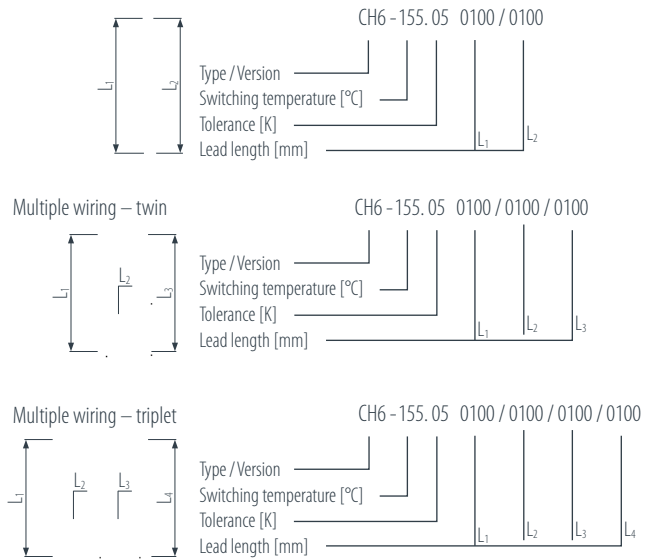 CH6 - 155. 05 0100 / 0100
L1 L2
Type / Version
Switching temperature [°C]
Tolerance [K]
Lead length [mm]
L1 L2
Multiple wiring – twin
CH6 - 155. 05 0100 / 0100 / 0100
L1 L2 L3
Type / Version
Switching temperature [°C]
Tolerance [K]
Lead length [mm]
L1 L2 L3
Multiple wiring – triplet
CH6 - 155. 05 0100 / 0100 / 0100 / 0100
L1 L2 L3 L4
Type / Version
Switching temperature [°C]
Tolerance [K]
Lead length [mm]
L1 L2 L3 L4